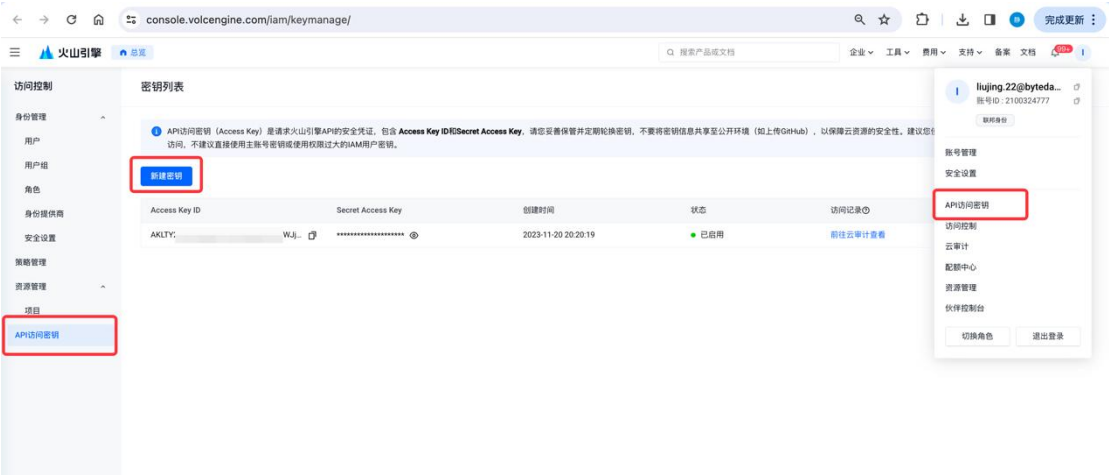 console.volcengine.com/iam/keymanage/
完成更新
火山引擎
总览
搜索产品或文档
企业
工具
费用
支持
备案
文档
99+
I
访问控制
身份管理
用户
用户组
角色
身份提供商
安全设置
策略管理
资源管理
项目
API访问密钥
密钥列表
API访问密钥（Access Key）是请求火山引擎API的安全凭证，包含 Access Key ID和Secret Access Key，请您妥善保管并定期轮换密钥，不要将密钥信息共享至公开环境（如上传GitHub），以保障云资源的安全性。建议您
访问，不建议直接使用主账号密钥或使用权限过大的IAM用户密钥。
新建密钥
Access Key ID
Secret Access Key
创建时间
状态
访问记录
AKLTY
WJj...
********************
2023-11-20 20:20:19
已启用
前往云审计查看
I
liujing.22@byteda...
账号ID : 2100324777
联邦身份
账号管理
安全设置
API访问密钥
访问控制
云审计
配额中心
资源管理
伙伴控制台
切换角色
退出登录